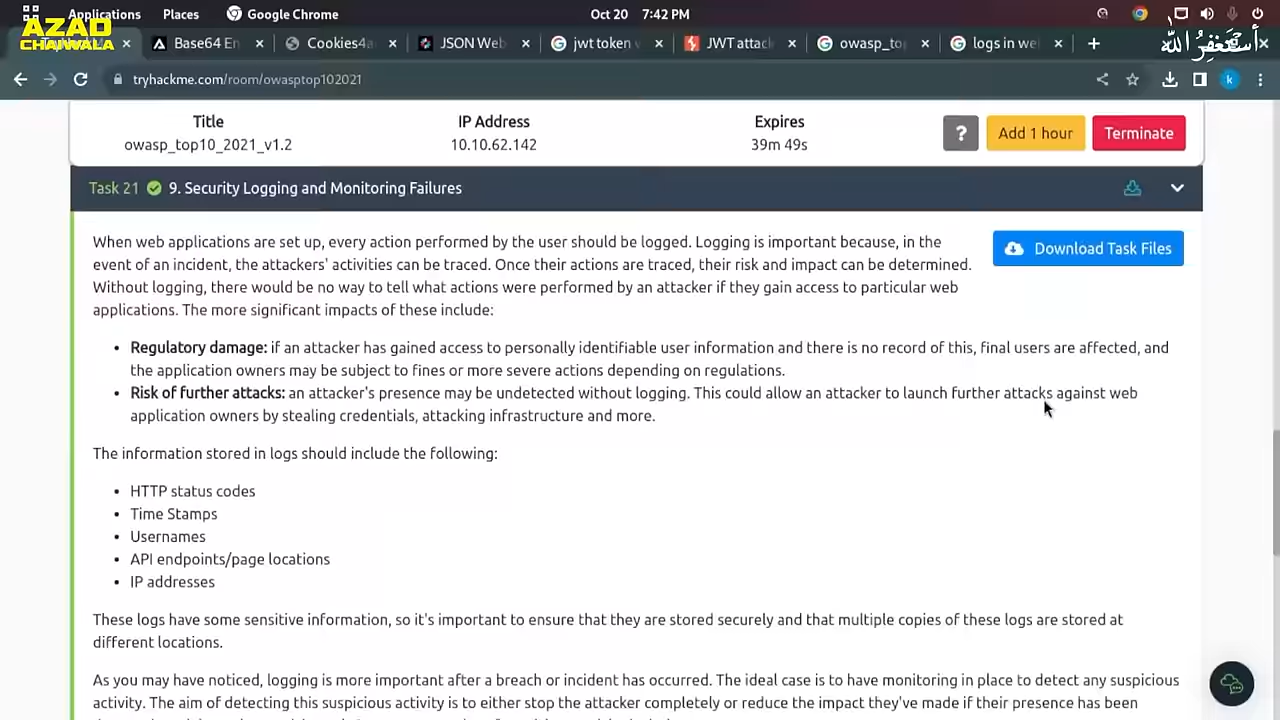 Applications Places Google Chrome Oct 20 7:42 PM
AZAD
CHAIWALA
Base64 En Cookies4 JSON Web jwt token JWT attack owasp_top logs in we
أستغفر الله
tryhackme.com/room/owasptop102021 k
Title IP Address Expires
owasp_top10_2021_v1.2 10.10.62.142 39m 49s ? Add 1 hour Terminate
Task 21 9. Security Logging and Monitoring Failures
When web applications are set up, every action performed by the user should be logged. Logging is important because, in the
Download Task Files
event of an incident, the attackers' activities can be traced. Once their actions are traced, their risk and impact can be determined.
Without logging, there would be no way to tell what actions were performed by an attacker if they gain access to particular web
applications. The more significant impacts of these include:
• Regulatory damage: if an attacker has gained access to personally identifiable user information and there is no record of this, final users are affected, and
the application owners may be subject to fines or more severe actions depending on regulations.
• Risk of further attacks: an attacker's presence may be undetected without logging. This could allow an attacker to launch further attacks against web
application owners by stealing credentials, attacking infrastructure and more.
The information stored in logs should include the following:
• HTTP status codes
• Time Stamps
• Usernames
• API endpoints/page locations
• IP addresses
These logs have some sensitive information, so it's important to ensure that they are stored securely and that multiple copies of these logs are stored at
different locations.
As you may have noticed, logging is more important after a breach or incident has occurred. The ideal case is to have monitoring in place to detect any suspicious
activity. The aim of detecting this suspicious activity is to either stop the attacker completely or reduce the impact they've made if their presence has been